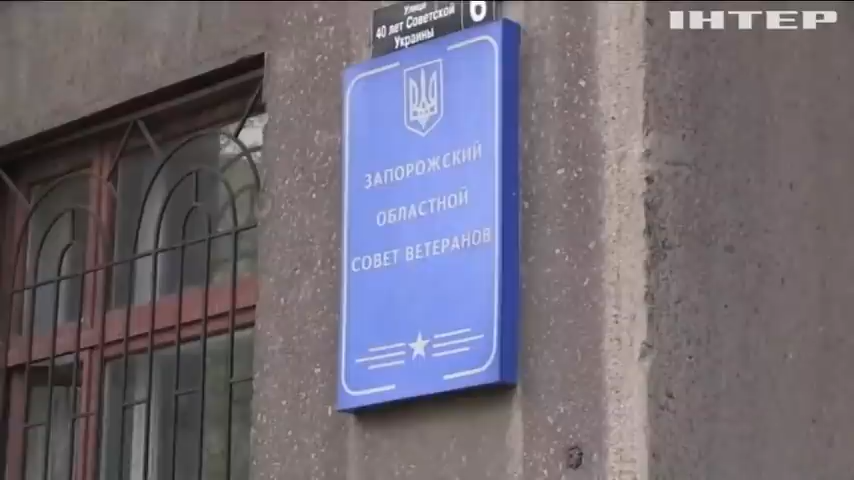 ІНТЕР
Улица
40 лет Советской
Украины
6
ЗАПОРОЖСКИЙ
ОБЛАСТНОЙ
СОВЕТ ВЕТЕРАНОВ